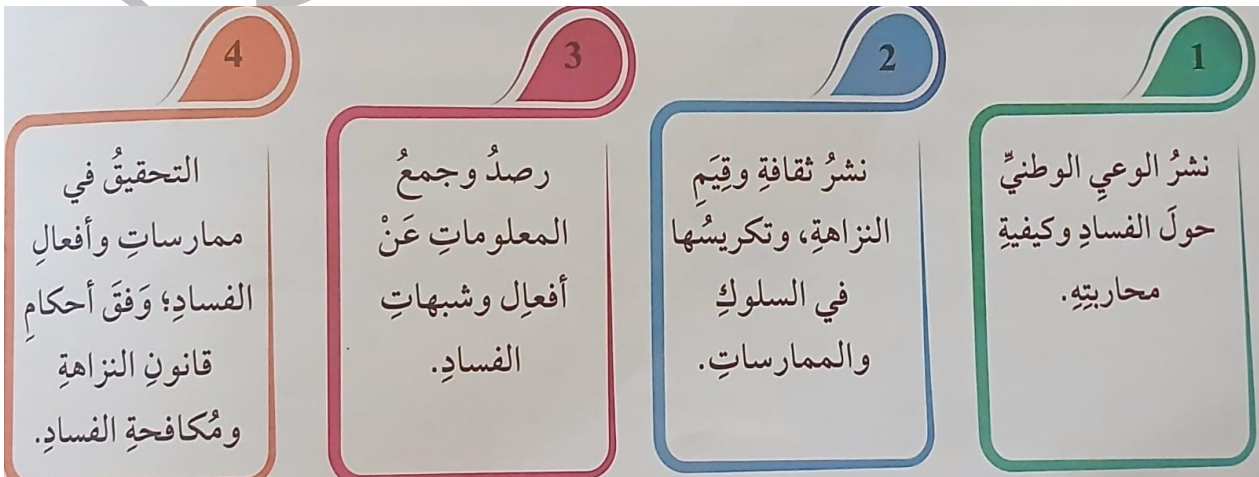 1
نشرُ الوعيِ الوطنيِّ
حولَ الفسادِ وكيفيةِ
محاربتِهِ.
2
نشرُ ثقافةِ وقِيَمِ
النزاهةِ، وتكريسُها
في السلوكِ
والممارساتِ.
3
رصدُ وجمعُ
المعلوماتِ عَنْ
أفعاِل وشبهاتِ
الفسادِ.
4
التحقيقُ في
ممارساتِ وأفعالِ
الفسادِ؛ وَفقَ أحكامِ
قانونِ النزاهةِ
ومُكافحةِ الفسادِ.